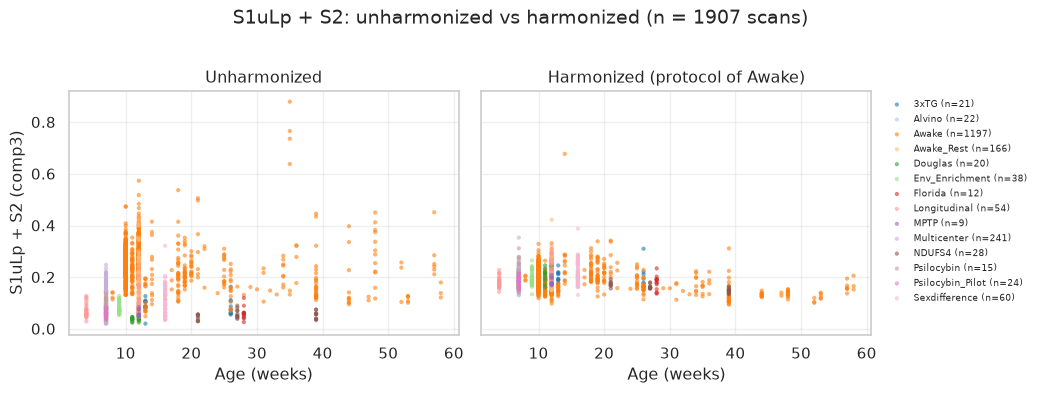 S1uLp + S2: unharmonized vs harmonized (n = 1907 scans)
Unharmonized
Harmonized (protocol of Awake)
S1uLp + S2 (comp3)
0.8
0.6
0.4
0.2
0.0
10 20 30 40 50 60
10 20 30 40 50 60
Age (weeks)
Age (weeks)
3xTG (n=21)
Alvino (n=22)
Awake (n=1197)
Awake_Rest (n=166)
Douglas (n=20)
Env_Enrichment (n=38)
Florida (n=12)
Longitudinal (n=54)
MPTP (n=9)
Multicenter (n=241)
NDUFS4 (n=28)
Psilocybin (n=15)
Psilocybin_Pilot (n=24)
Sexdifference (n=60)